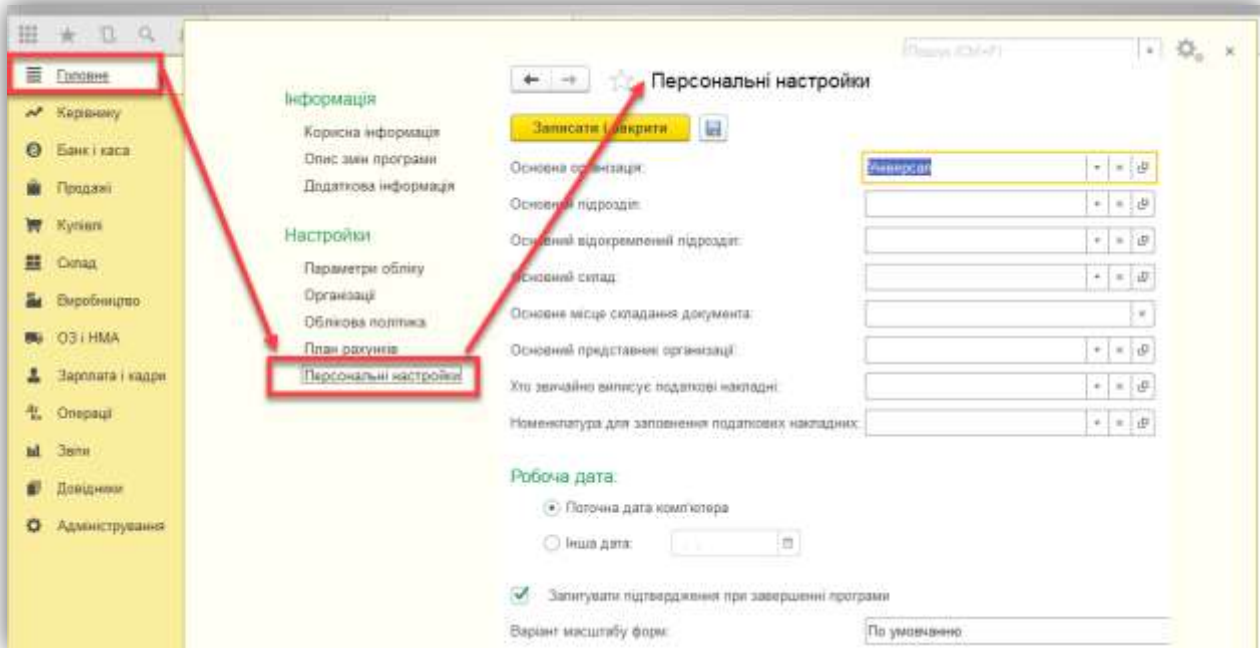 Пошук (Ctrl+F)
Головне
Керівнику
Банк і каса
Продажі
Купівлі
Склад
Виробництво
ОЗ і НМА
Зарплата і кадри
Операції
Звіти
Довідники
Адміністрування
Інформація
Корисна інформація
Опис змін програми
Додаткова інформація
Настройки
Параметри обліку
Організації
Облікова політика
План рахунків
Персональні настройки
Персональні настройки
Записати і закрити
Основна організація: Универсал
Основний підрозділ:
Основний відокремлений підрозділ:
Основний склад:
Основне місце складання документа:
Основний представник організації:
Хто звичайно виписує податкові накладні:
Номенклатура для заповнення податкових накладних:
Робоча дата:
Поточна дата комп'ютера
Інша дата:
Запитувати підтвердження при завершенні програми
Варіант масштабу форм: По умовчанню